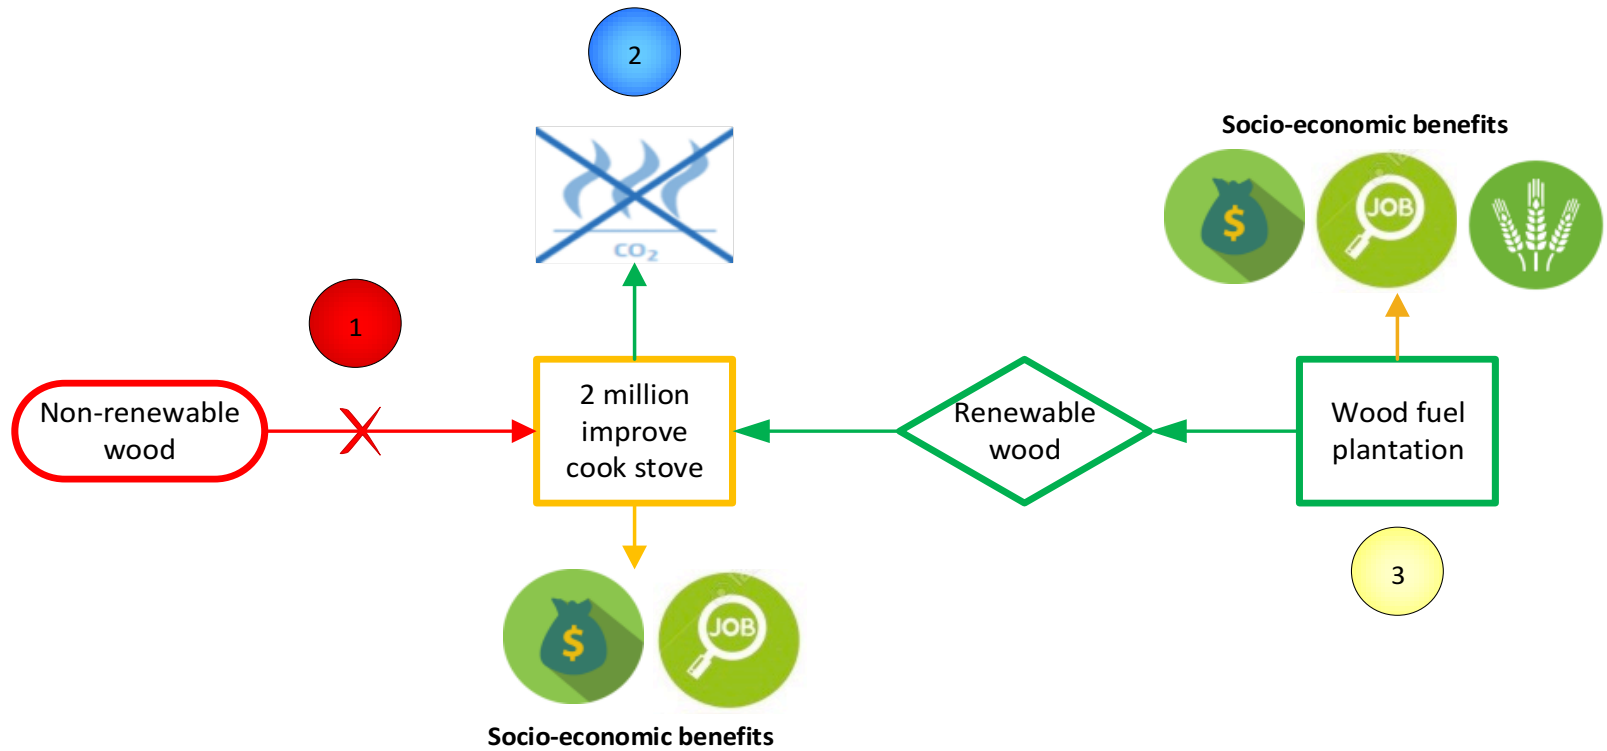 2
Socio-economic benefits
CO₂
$
JOB
1
Non-renewable
wood
2 million
improve
cook stove
Renewable
wood
Wood fuel
plantation
3
$
JOB
Socio-economic benefits